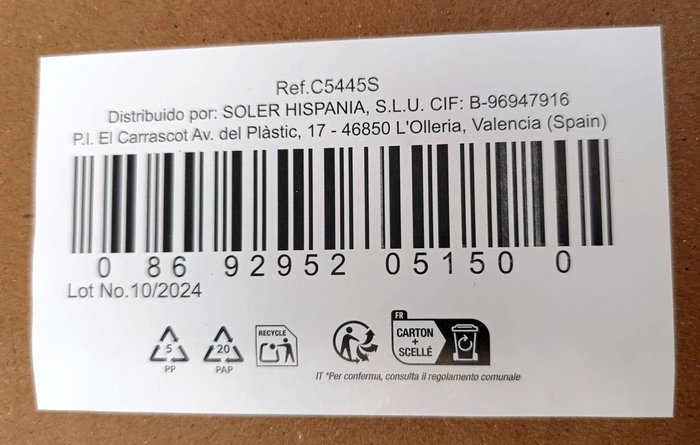 Ref.C5445S
Distribuido por: SOLER HISPANIA, S.L.U. CIF: B-96947916
P.I. El Carrascot Av. del Plàstic, 17 - 46850 L'Olleria, Valencia (Spain)
0 86 92952 05150 0
Lot No.10/2024
5
PP
20
PAP
RECYCLE
FR
CARTON
+
SCELLÉ
IT *Per conferma, consulta il regolamento comunale